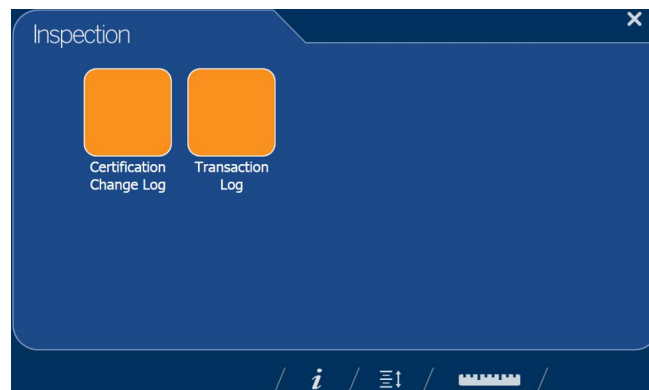 Inspection
Certification
Change Log
Transaction
Log